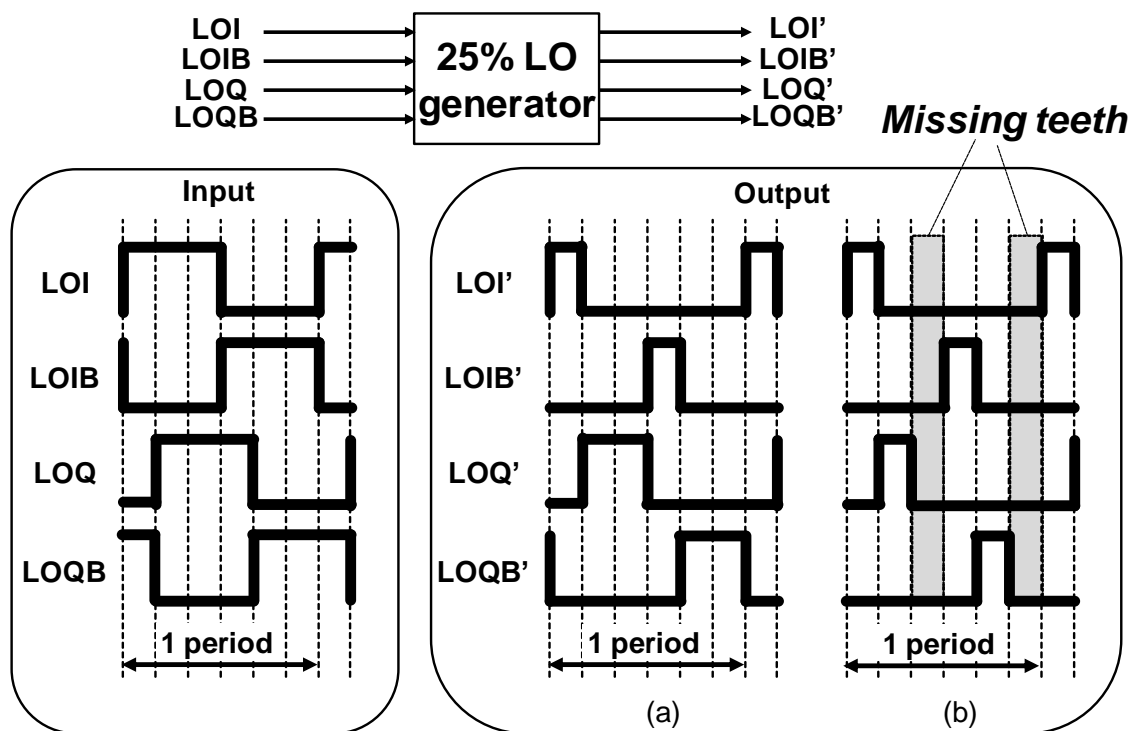 LOI
LOIB
LOQ
LOQB
25% LO
generator
LOI’
LOIB’
LOQ’
LOQB’
Missing teeth
Input
LOI
LOIB
LOQ
LOQB
1 period
Output
LOI’
LOIB’
LOQ’
LOQB’
1 period
1 period
(a)
(b)